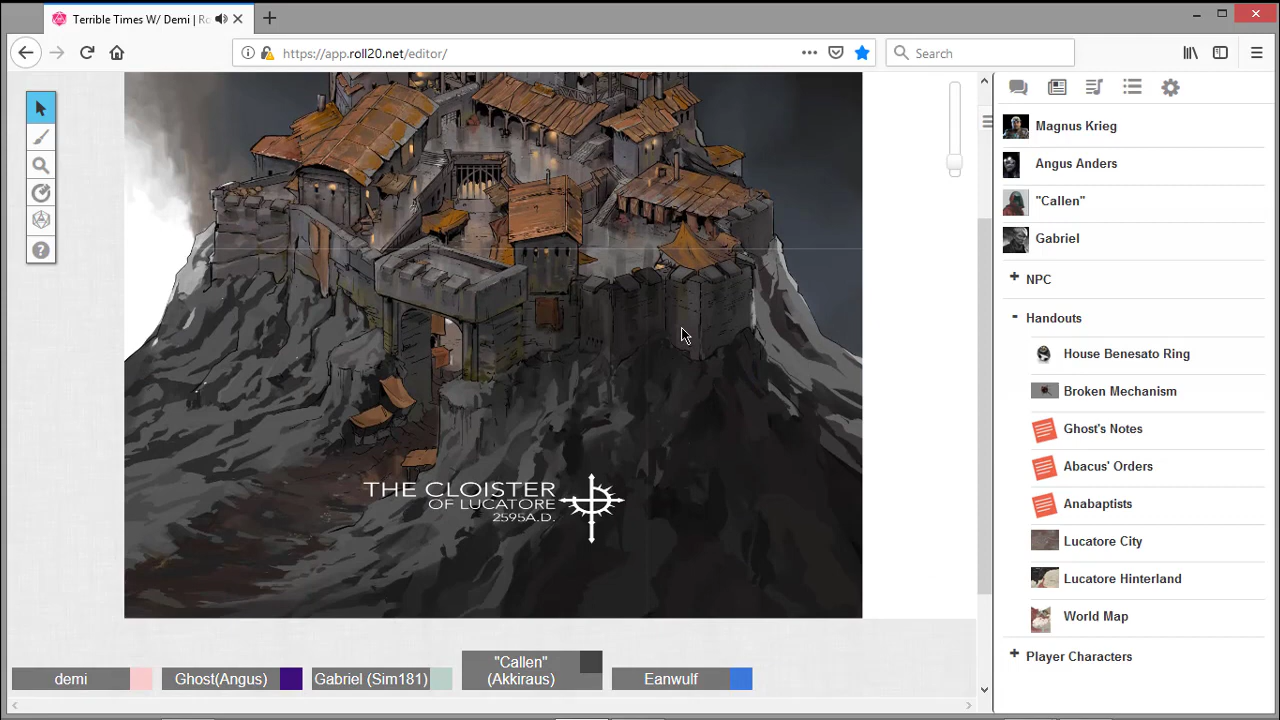 Terrible Times W/ Demi | Ro
https://app.roll20.net/editor/
Search
THE CLOISTER
OF LUCATORE
2595A.D.
Magnus Krieg
Angus Anders
"Callen"
Gabriel
+ NPC
- Handouts
House Benesato Ring
Broken Mechanism
Ghost's Notes
Abacus' Orders
Anabaptists
Lucatore City
Lucatore Hinterland
World Map
+ Player Characters
demi
Ghost(Angus)
Gabriel (Sim181)
"Callen"
(Akkiraus)
Eanwulf